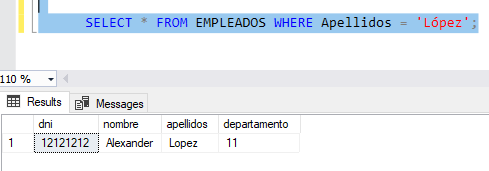 SELECT * FROM EMPLEADOS WHERE Apellidos = 'López';
110 %
Results Messages
dni nombre apellidos departamento
1 12121212 Alexander Lopez 11